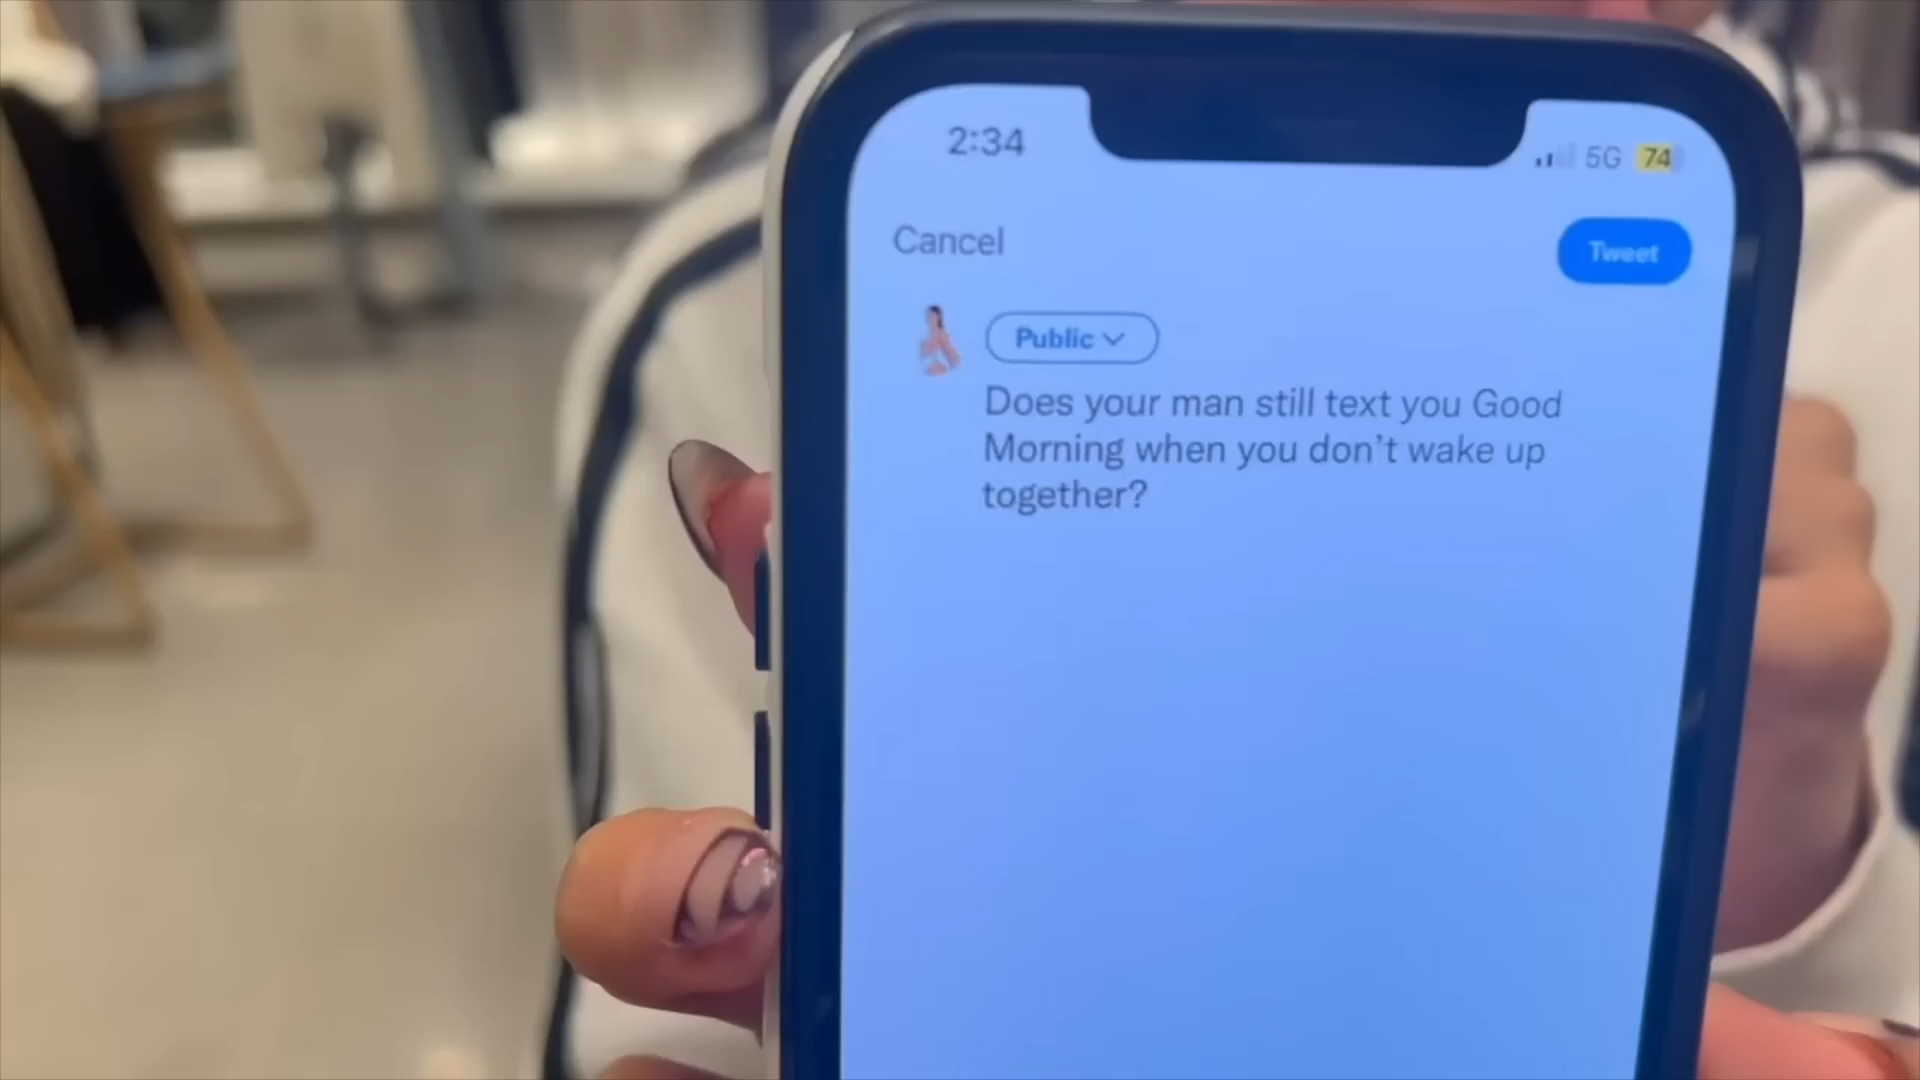 2:34
5G 74
Cancel
Tweet
Public
Does your man still text you Good
Morning when you don't wake up
together?